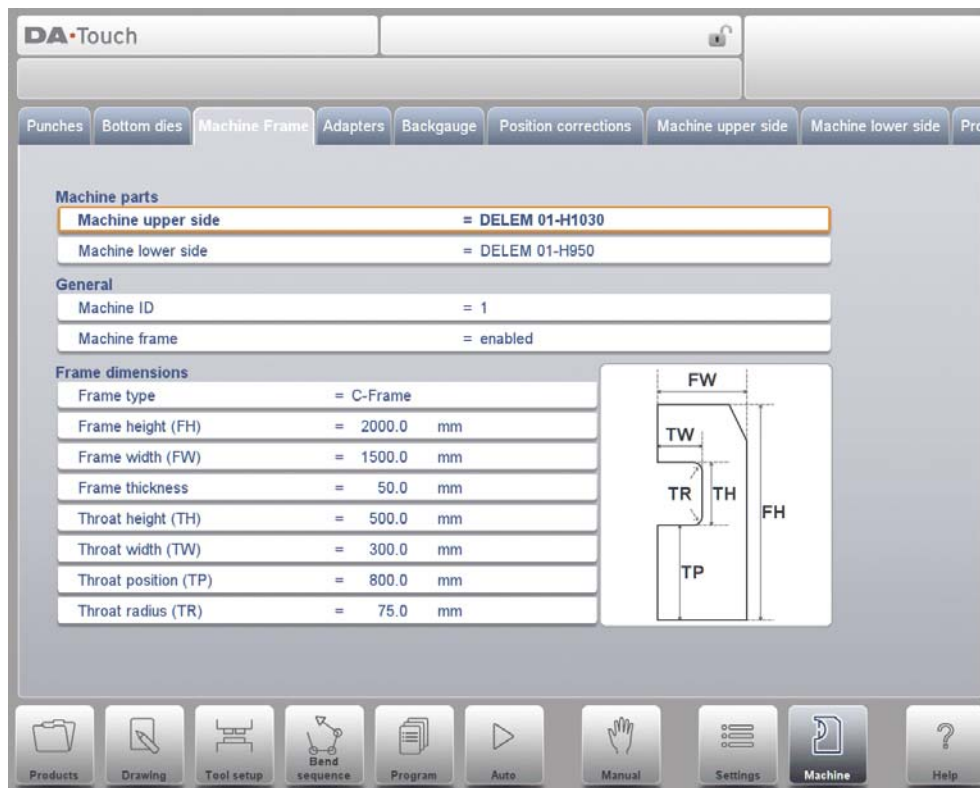 DA·Touch
Punches Bottom dies Machine Frame Adapters Backgauge Position corrections Machine upper side Machine lower side Pro
Machine parts
Machine upper side = DELEM 01-H1030
Machine lower side = DELEM 01-H950
General
Machine ID = 1
Machine frame = enabled
Frame dimensions
Frame type = C-Frame
Frame height (FH) = 2000.0 mm
Frame width (FW) = 1500.0 mm
Frame thickness = 50.0 mm
Throat height (TH) = 500.0 mm
Throat width (TW) = 300.0 mm
Throat position (TP) = 800.0 mm
Throat radius (TR) = 75.0 mm
FW
TW
TR TH
FH
TP
Products Drawing Tool setup Bend sequence Program Auto Manual Settings Machine Help